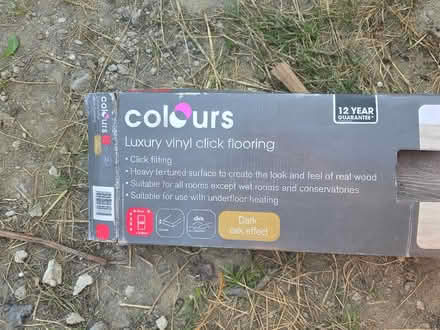 colours
Luxury vinyl click flooring
• Click fitting
• Heavy textured surface to create the look and feel of real wood
• Suitable for all rooms except wet rooms and conservatories
• Suitable for use with underfloor heating
12 YEAR
GUARANTEE*
Dark
oak effect
colours